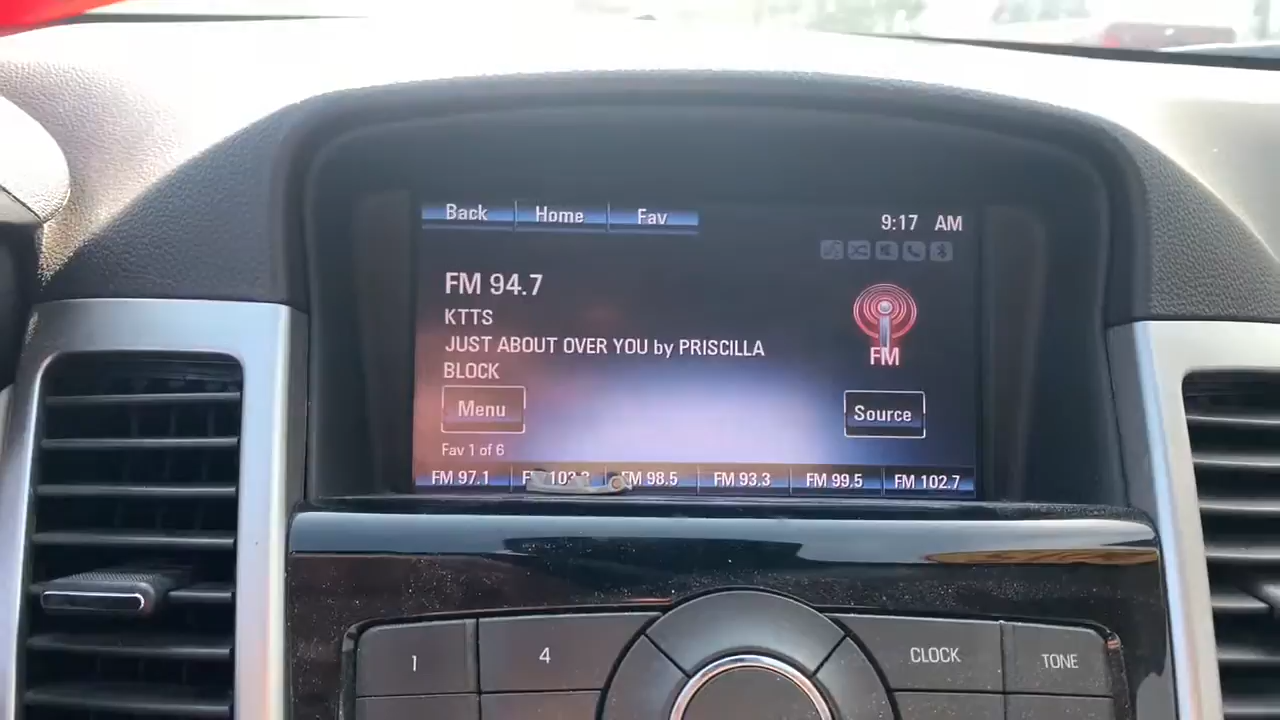 Back Home Fav 9:17 AM
FM 94.7
KTTS
JUST ABOUT OVER YOU by PRISCILLA
BLOCK
FM
Menu Source
Fav 1 of 6
FM 97.1 FM 98.5 FM 93.3 FM 99.5 FM 102.7
1 4 CLOCK TONE